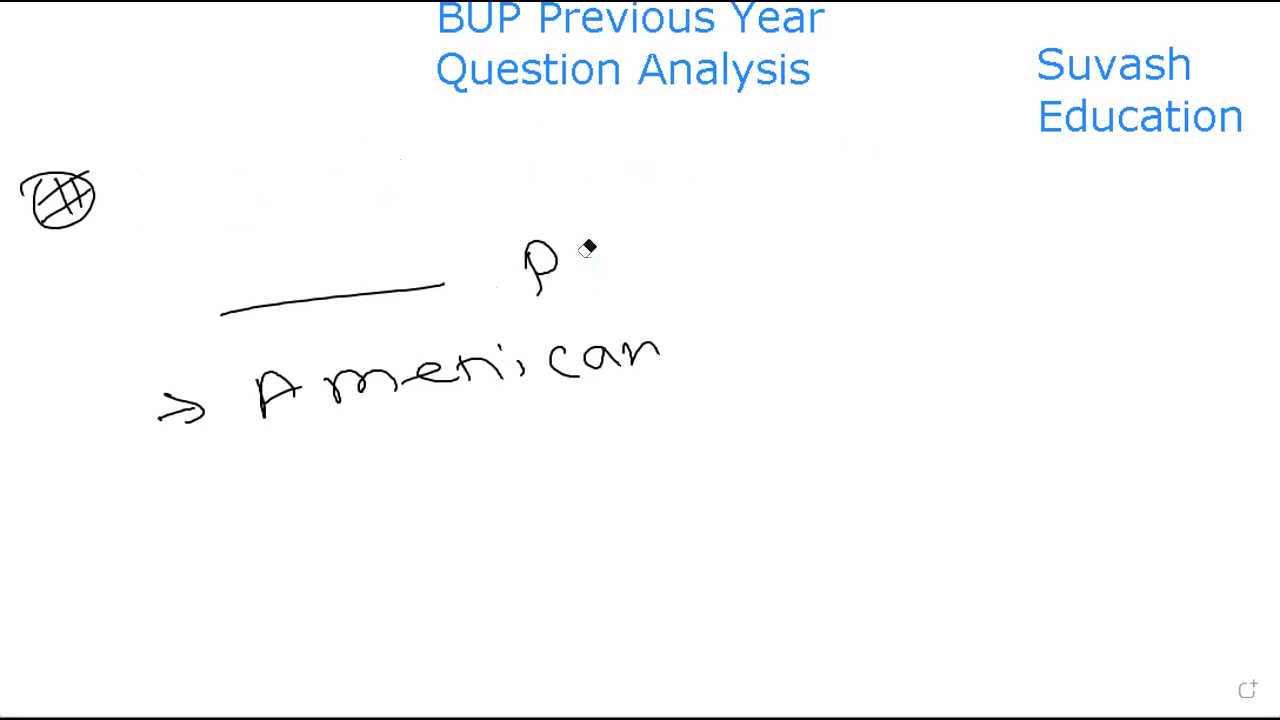 BUP Previous Year
Question Analysis
Suvash
Education
P
⇒ American